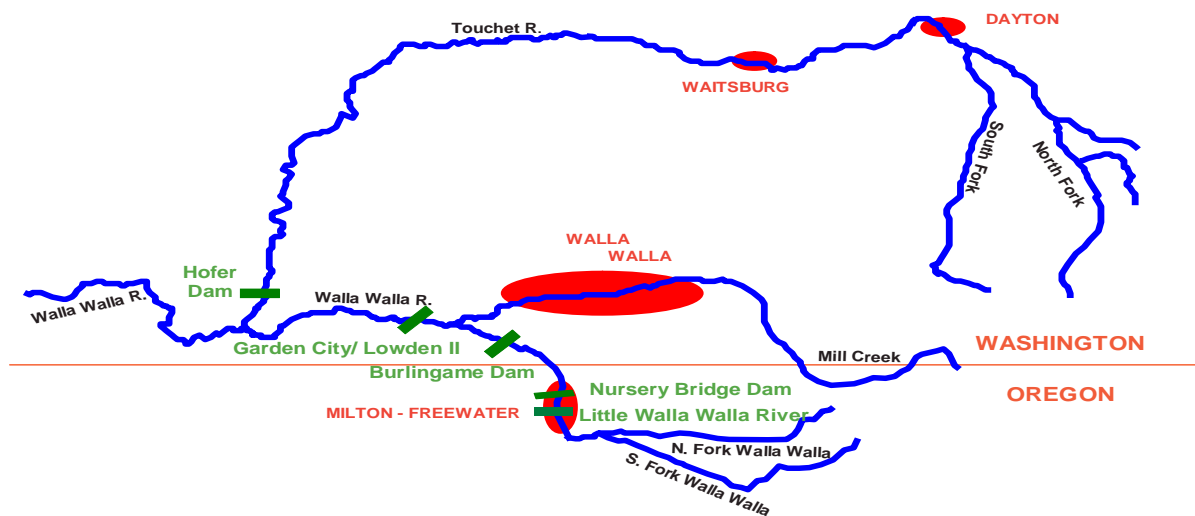 DAYTON
Touchet R.
WAITSBURG
South Fork
North Fork
WALLA
WALLA
Hofer
Dam
Walla Walla R.
Walla Walla R.
Garden City/ Lowden II
Burlingame Dam
WASHINGTON
Mill Creek
OREGON
Nursery Bridge Dam
MILTON - FREEWATER
Little Walla Walla River
N. Fork Walla Walla
S. Fork Walla Walla